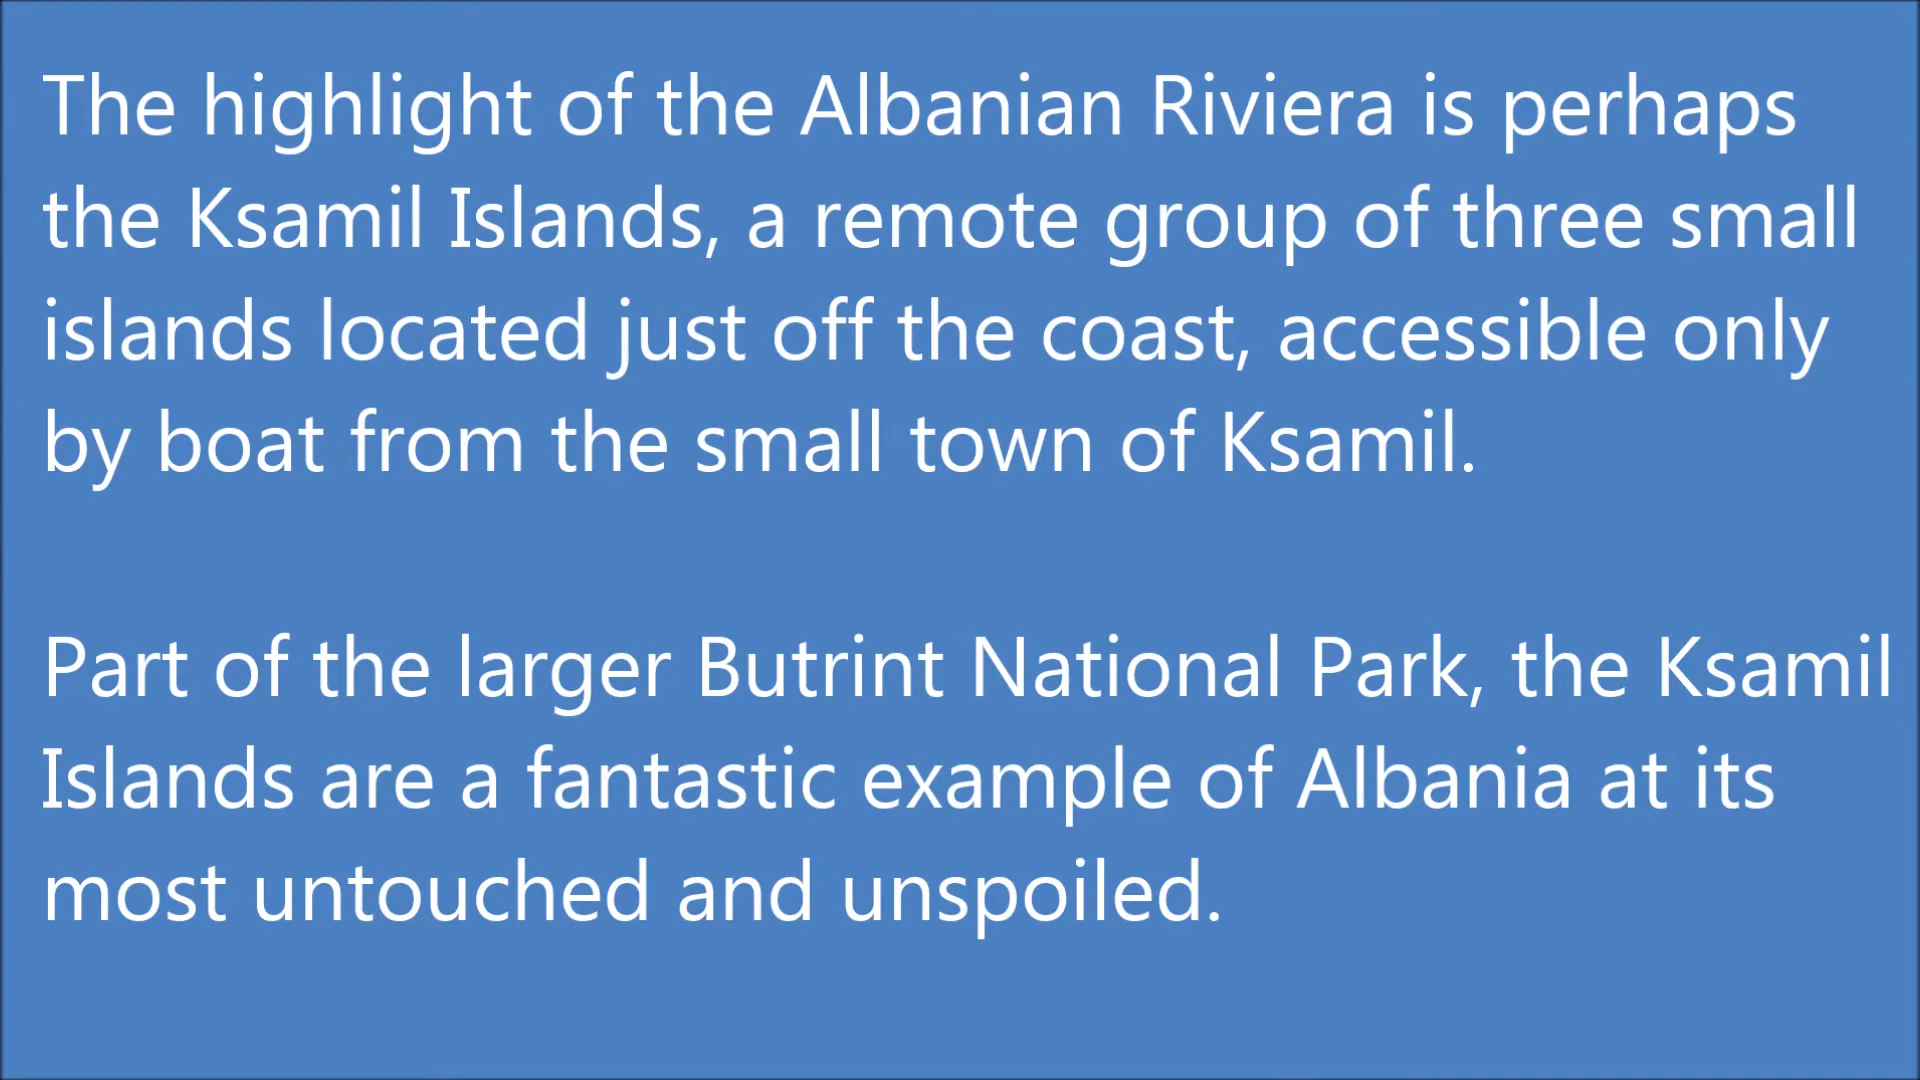 The highlight of the Albanian Riviera is perhaps
the Ksamil Islands, a remote group of three small
islands located just off the coast, accessible only
by boat from the small town of Ksamil.
Part of the larger Butrint National Park, the Ksamil
Islands are a fantastic example of Albania at its
most untouched and unspoiled.